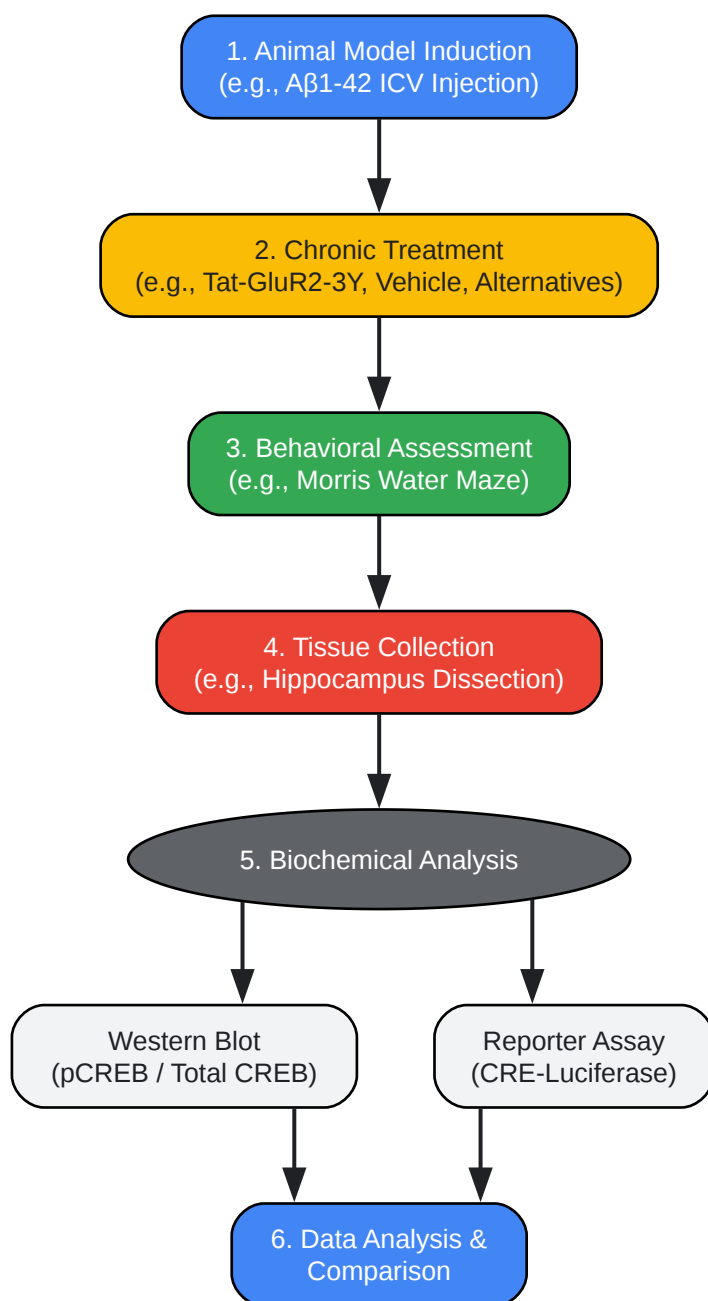 1. Animal Model Induction
(e.g., Aβ1-42 ICV Injection)
2. Chronic Treatment
(e.g., Tat-GluR2-3Y, Vehicle, Alternatives)
3. Behavioral Assessment
(e.g., Morris Water Maze)
4. Tissue Collection
(e.g., Hippocampus Dissection)
5. Biochemical Analysis
Western Blot
(pCREB / Total CREB)
Reporter Assay
(CRE-Luciferase)
6. Data Analysis &
Comparison